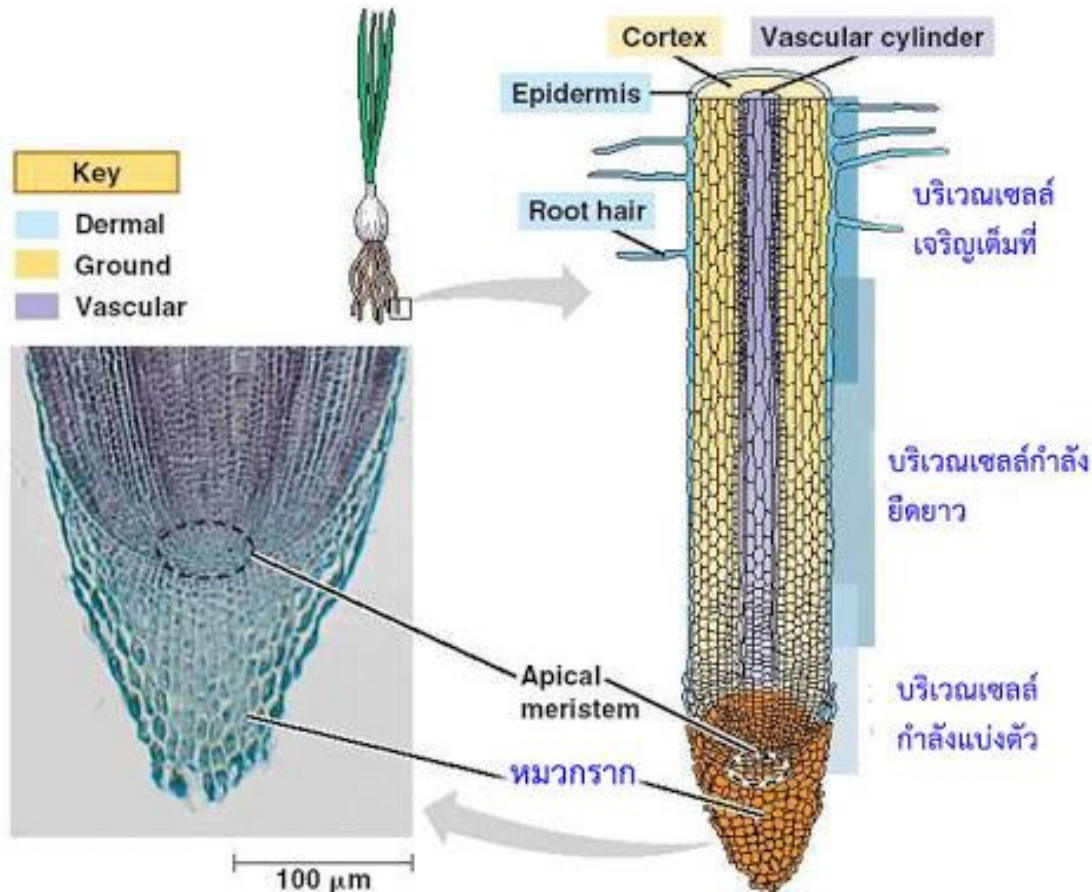 Cortex
Vascular cylinder
Epidermis
Key
Dermal
Ground
Vascular
Root hair
บริเวณเซลล์
เจริญเต็มที่
บริเวณเซลล์กำลัง
ยืดยาว
Apical
meristem
บริเวณเซลล์
กำลังแบ่งตัว
หมวกราก
100 μm